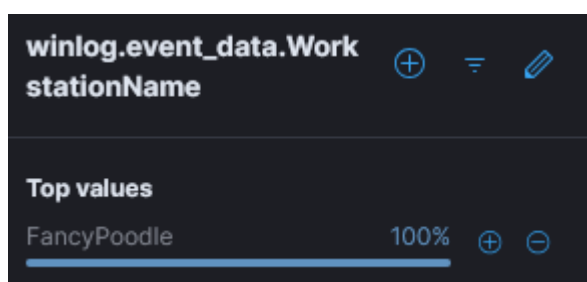 winlog.event_data.Work
stationName
Top values
FancyPoodle 100%